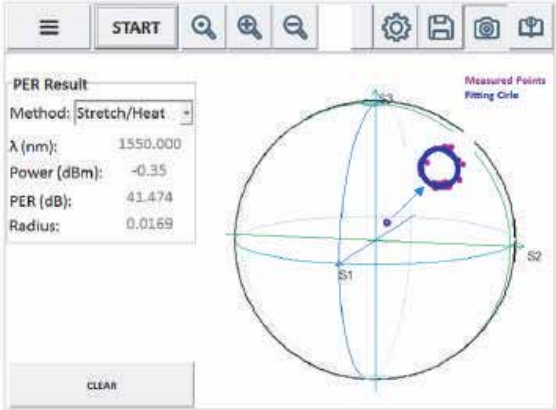 START
PER Result
Method: Stretch/Heat
λ (nm): 1550.000
Power (dBm): -0.35
PER (dB): 41.474
Radius: 0.0169
CLEAR
Measured Points
Fitting Cirle
S3
S2
S1